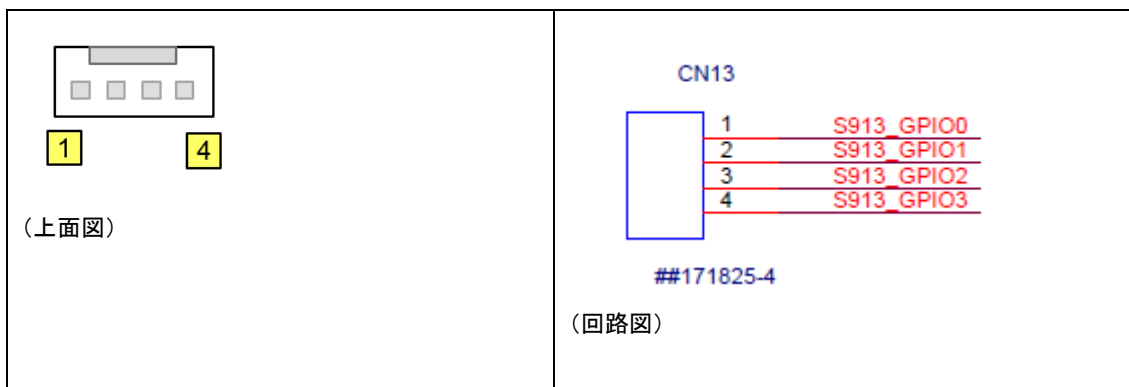 1
4
（上面図）
CN13
1 S913_GPIO0
2 S913_GPIO1
3 S913_GPIO2
4 S913_GPIO3
##171825-4
（回路図）